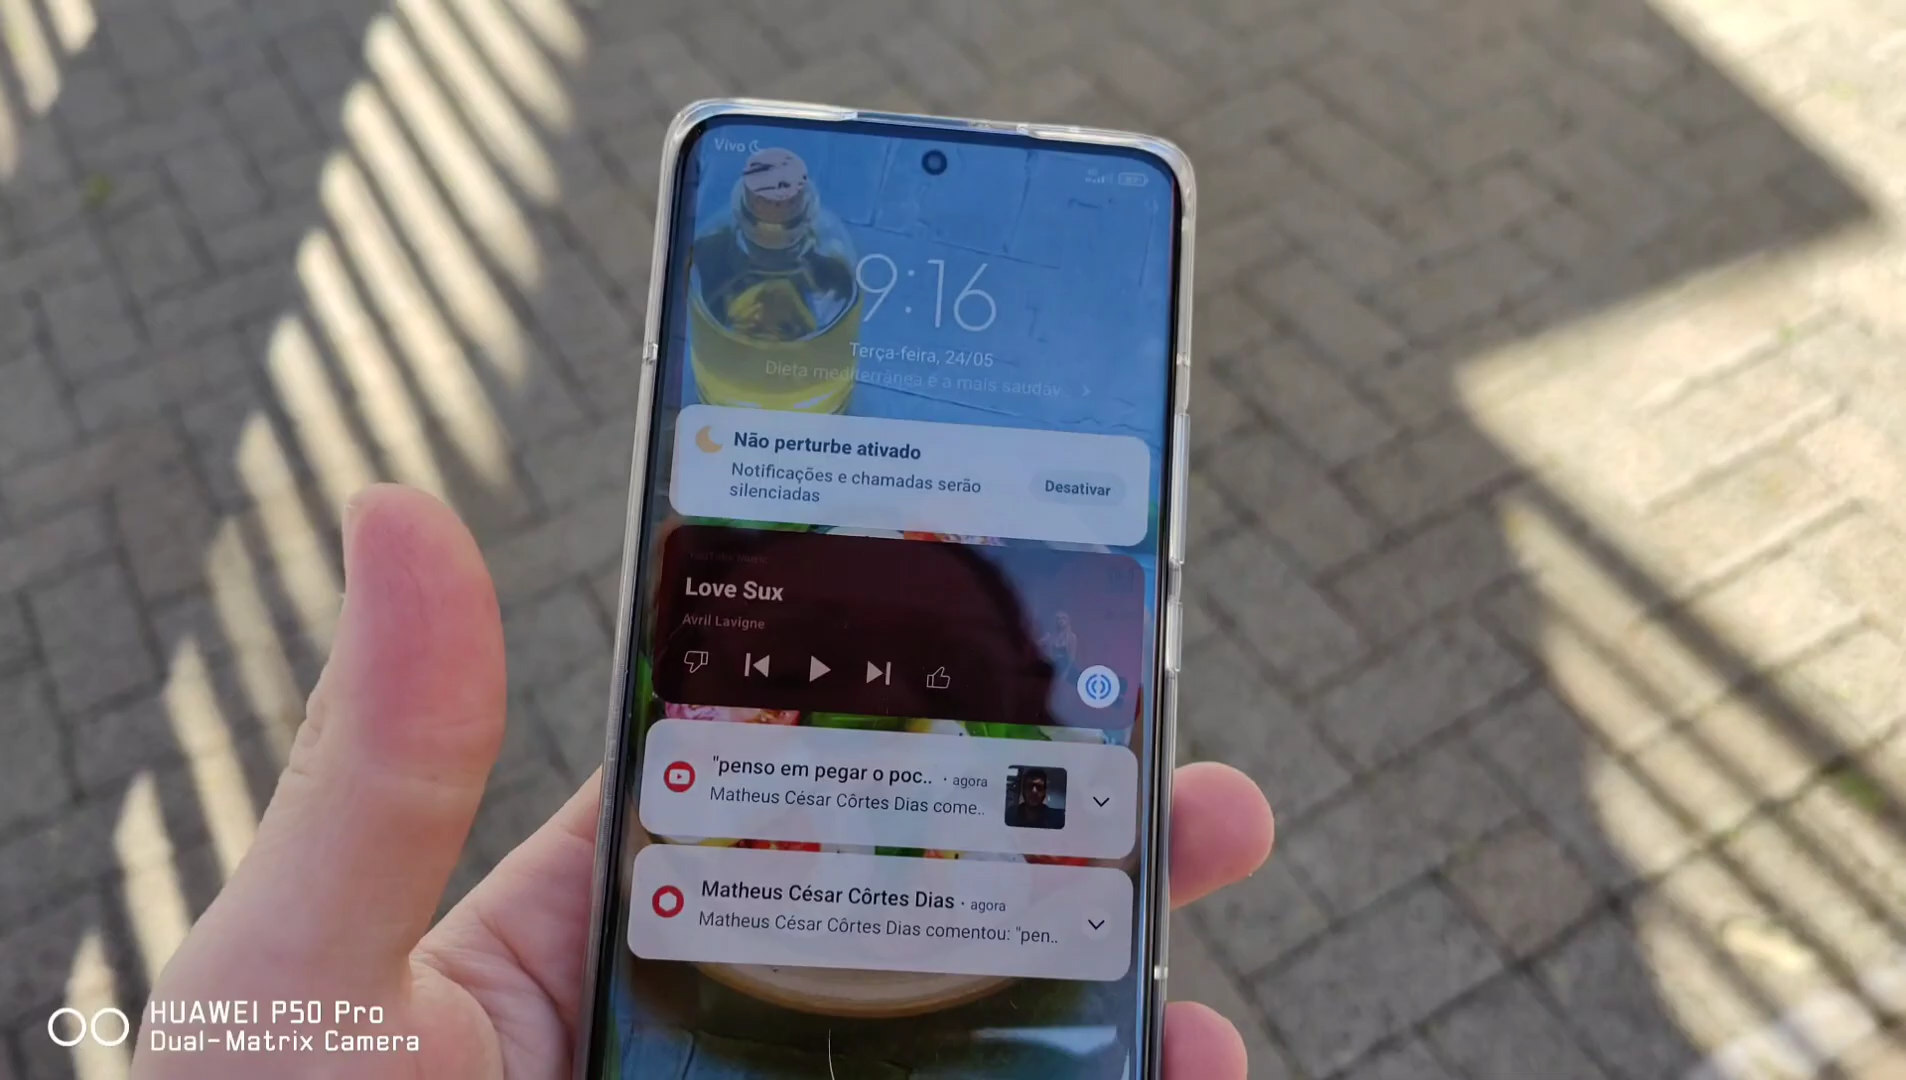 Vivo
9:16
Terça-feira, 24/05
Dieta mediterrânea é a mais saudáv...
Não perturbe ativado
Notificações e chamadas serão
silenciadas
Desativar
YouTube Music
Love Sux
Avril Lavigne
"penso em pegar o poc.. · agora
Matheus César Côrtes Dias come..
Matheus César Côrtes Dias · agora
Matheus César Côrtes Dias comentou: "pen..
HUAWEI P50 Pro
Dual-Matrix Camera